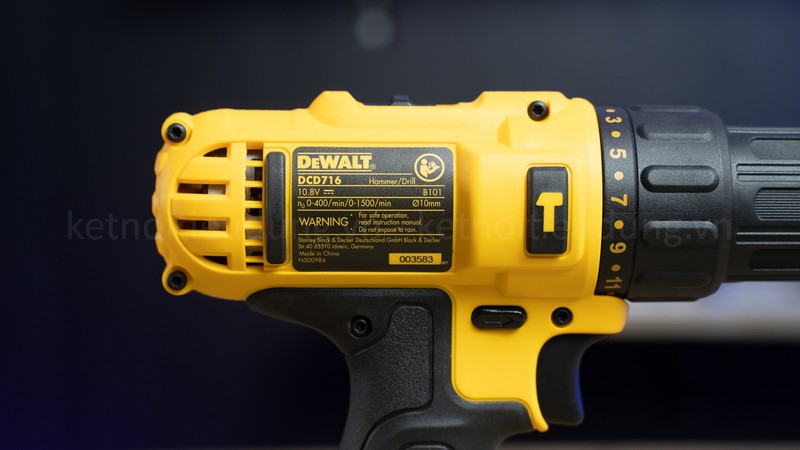 DEWALT®
DCD716 Hammer/Drill
10.8V B101
n₀ 0-400/min/0-1500/min Ø10mm
WARNING • For safe operation,
read instruction manual.
• Do not expose to rain.
Stanley Black & Decker Deutschland GmbH Black & Decker
Str.40 65510 Idstein, Germany
Made in China
N500984
003583
3
5
7
9
11